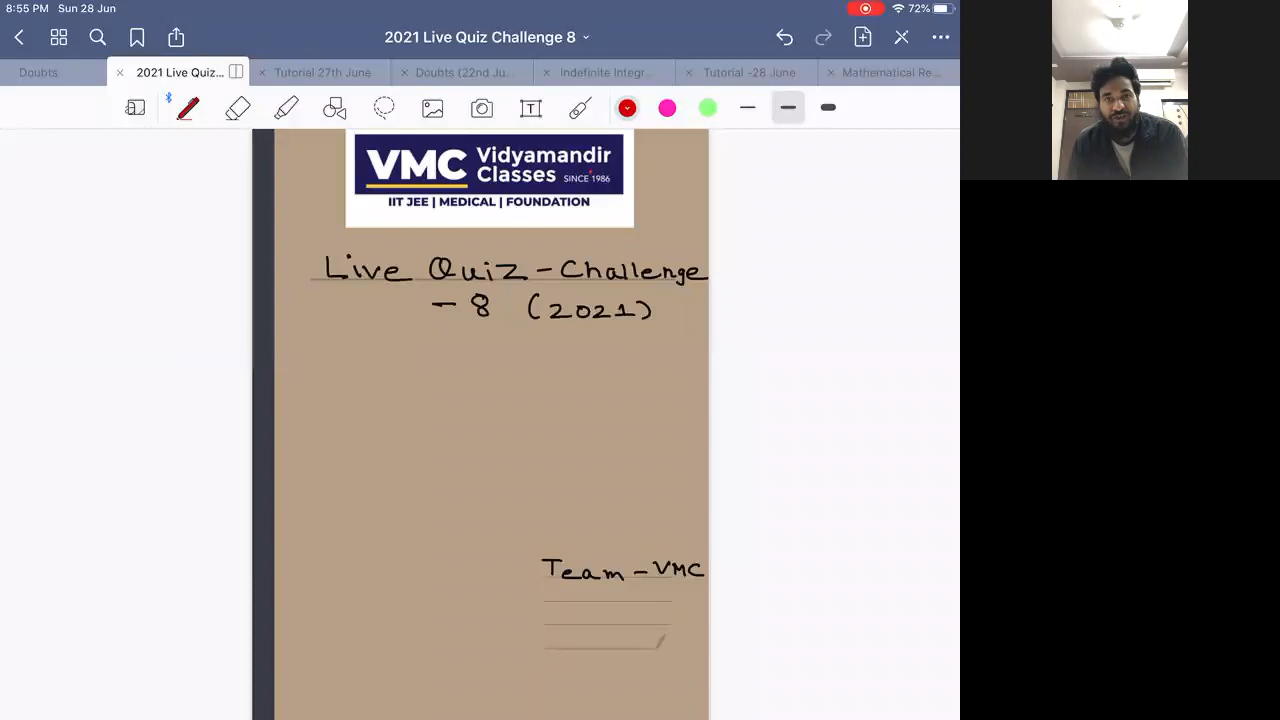 8:55 PM Sun 28 Jun
72%
2021 Live Quiz Challenge 8
Doubts
2021 Live Quiz...
Tutorial 27th June
Doubts (22nd Ju...
Indefinite Integr...
Tutorial -28 June
Mathematical Re...
T
VMC Vidyamandir
Classes SINCE 1986
IIT JEE | MEDICAL | FOUNDATION
Live Quiz - Challenge
- 8 (2021)
Team - VMC